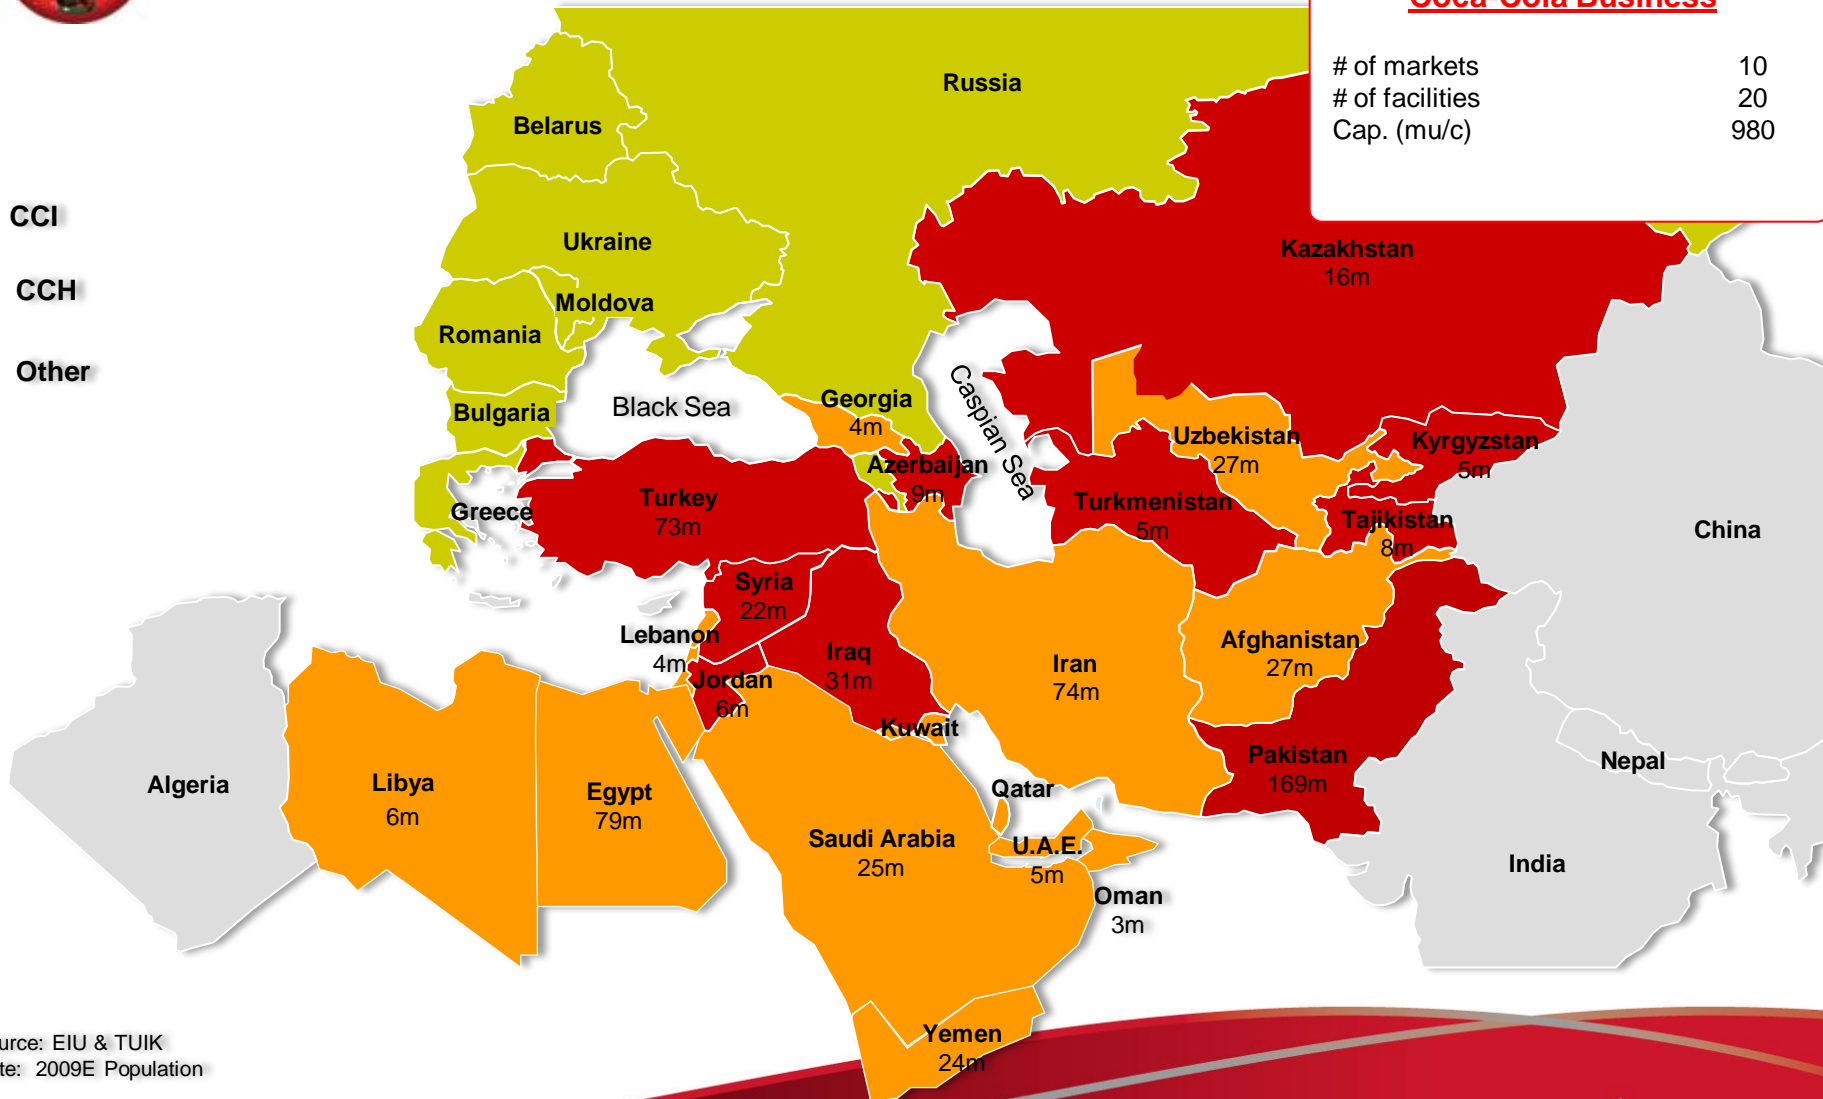 Coca-Cola Business
# of markets 10
# of facilities 20
Cap. (mu/c) 980
Russia
Belarus
CCI
Ukraine
Kazakhstan
16m
CCH
Moldova
Romania
Other
Caspian Sea
Georgia
4m
Black Sea
Bulgaria
Uzbekistan
27m
Kyrgyzstan
5m
Azerbaijan
9m
Turkey
73m
Greece
Turkmenistan
5m
Tajikistan
8m
China
Syria
22m
Lebanon
4m
Iraq
31m
Afghanistan
27m
Iran
74m
Jordan
6m
Kuwait
Pakistan
169m
Nepal
Algeria
Libya
6m
Egypt
79m
Qatar
Saudi Arabia
25m
U.A.E.
5m
India
Oman
3m
Yemen
24m
urce: EIU & TUIK
te: 2009E Population